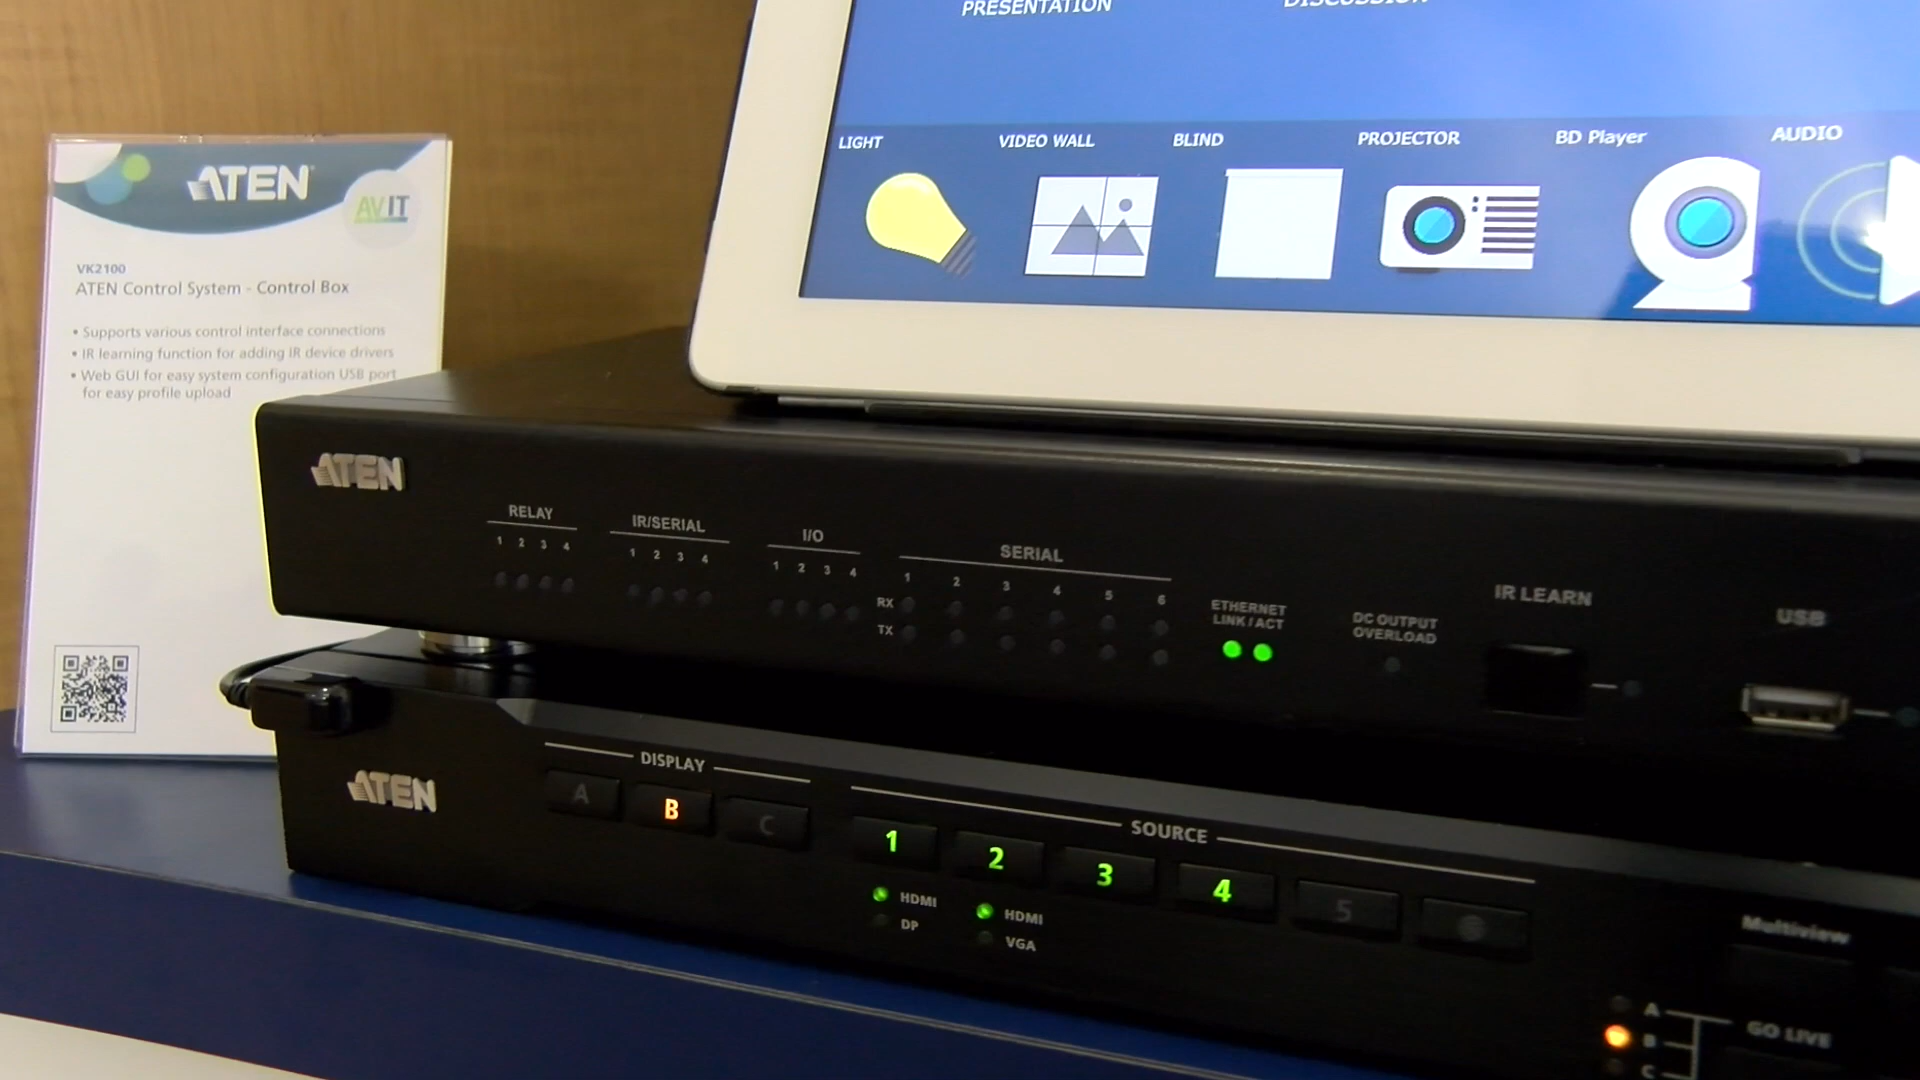 PRESENTATION
DISCUSSION
LIGHT
VIDEO WALL
BLIND
PROJECTOR
BD Player
AUDIO
ATEN
AVIT
VK2100
ATEN Control System - Control Box
• Supports various control interface connections
• IR learning function for adding IR device drivers
• Web GUI for easy system configuration USB port
for easy profile upload
ATEN
RELAY
1 2 3 4
IR/SERIAL
1 2 3 4
I/O
1 2 3 4
SERIAL
1 2 3 4 5 6
RX
TX
ETHERNET
LINK / ACT
DC OUTPUT
OVERLOAD
IR LEARN
USB
ATEN
DISPLAY
A B C
SOURCE
1 2 3 4 5
HDMI
DP
HDMI
VGA
Multiview
A
B
C
GO LIVE